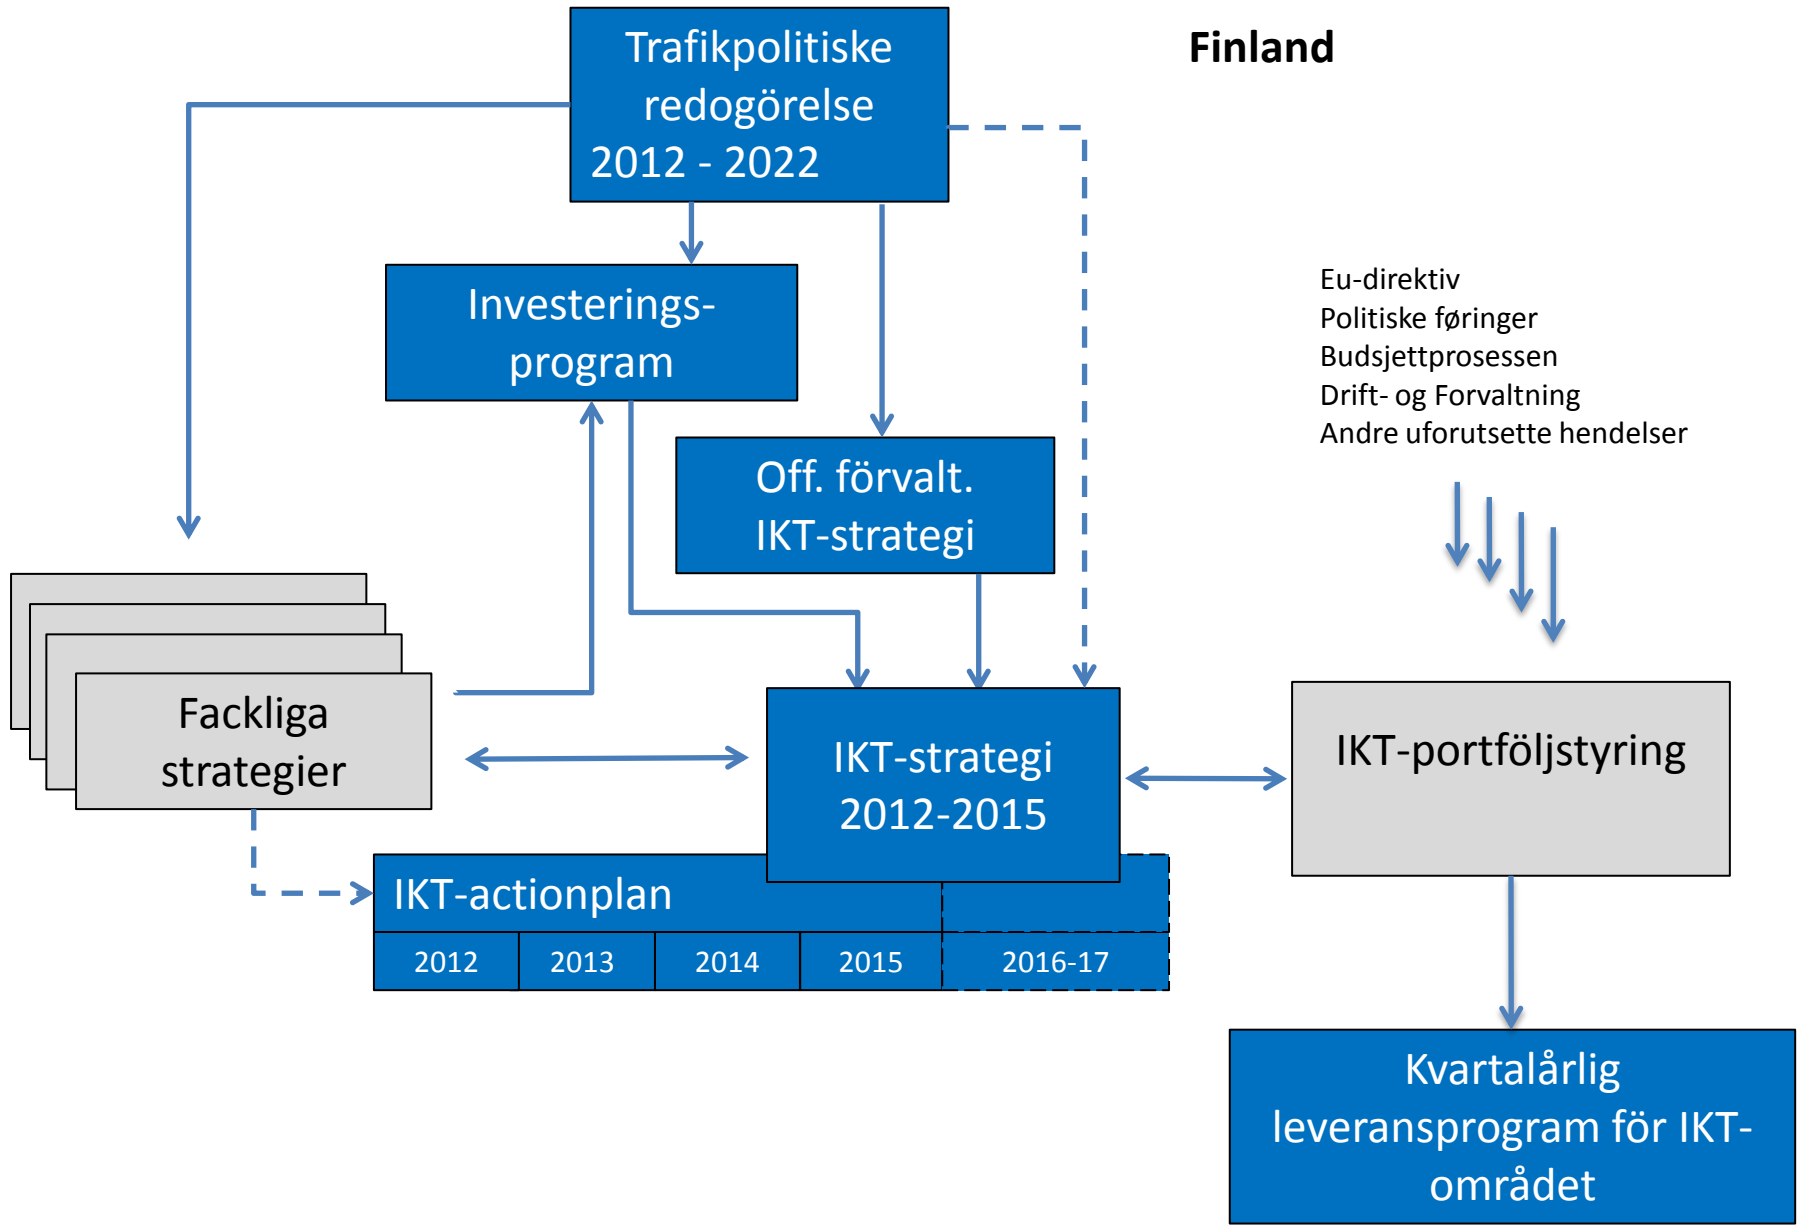 Trafikpolitiske
redogörelse
2012 - 2022
Finland
Investerings-
program
Eu-direktiv
Politiske føringer
Budsjettprosessen
Drift- og Forvaltning
Andre uforutsette hendelser
Off. förvalt.
IKT-strategi
Fackliga
strategier
IKT-strategi
2012-2015
IKT-portföljstyring
IKT-actionplan
2012
2013
2014
2015
2016-17
Kvartalårlig
leveransprogram för IKT-
området